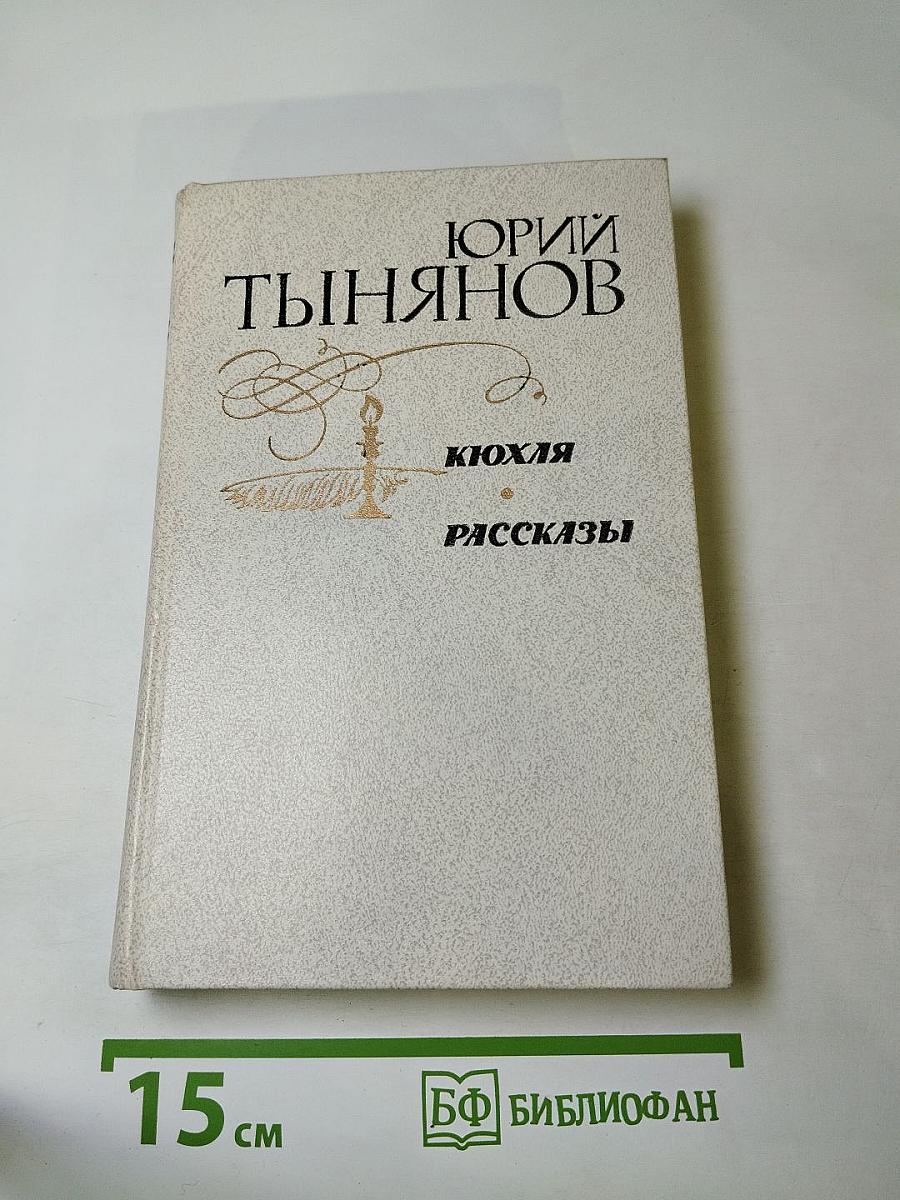 ЮРИЙ
ТЫНЯНОВ
КЮХЛЯ
РАССКАЗЫ
15 см
БФ БИБЛИОФАН